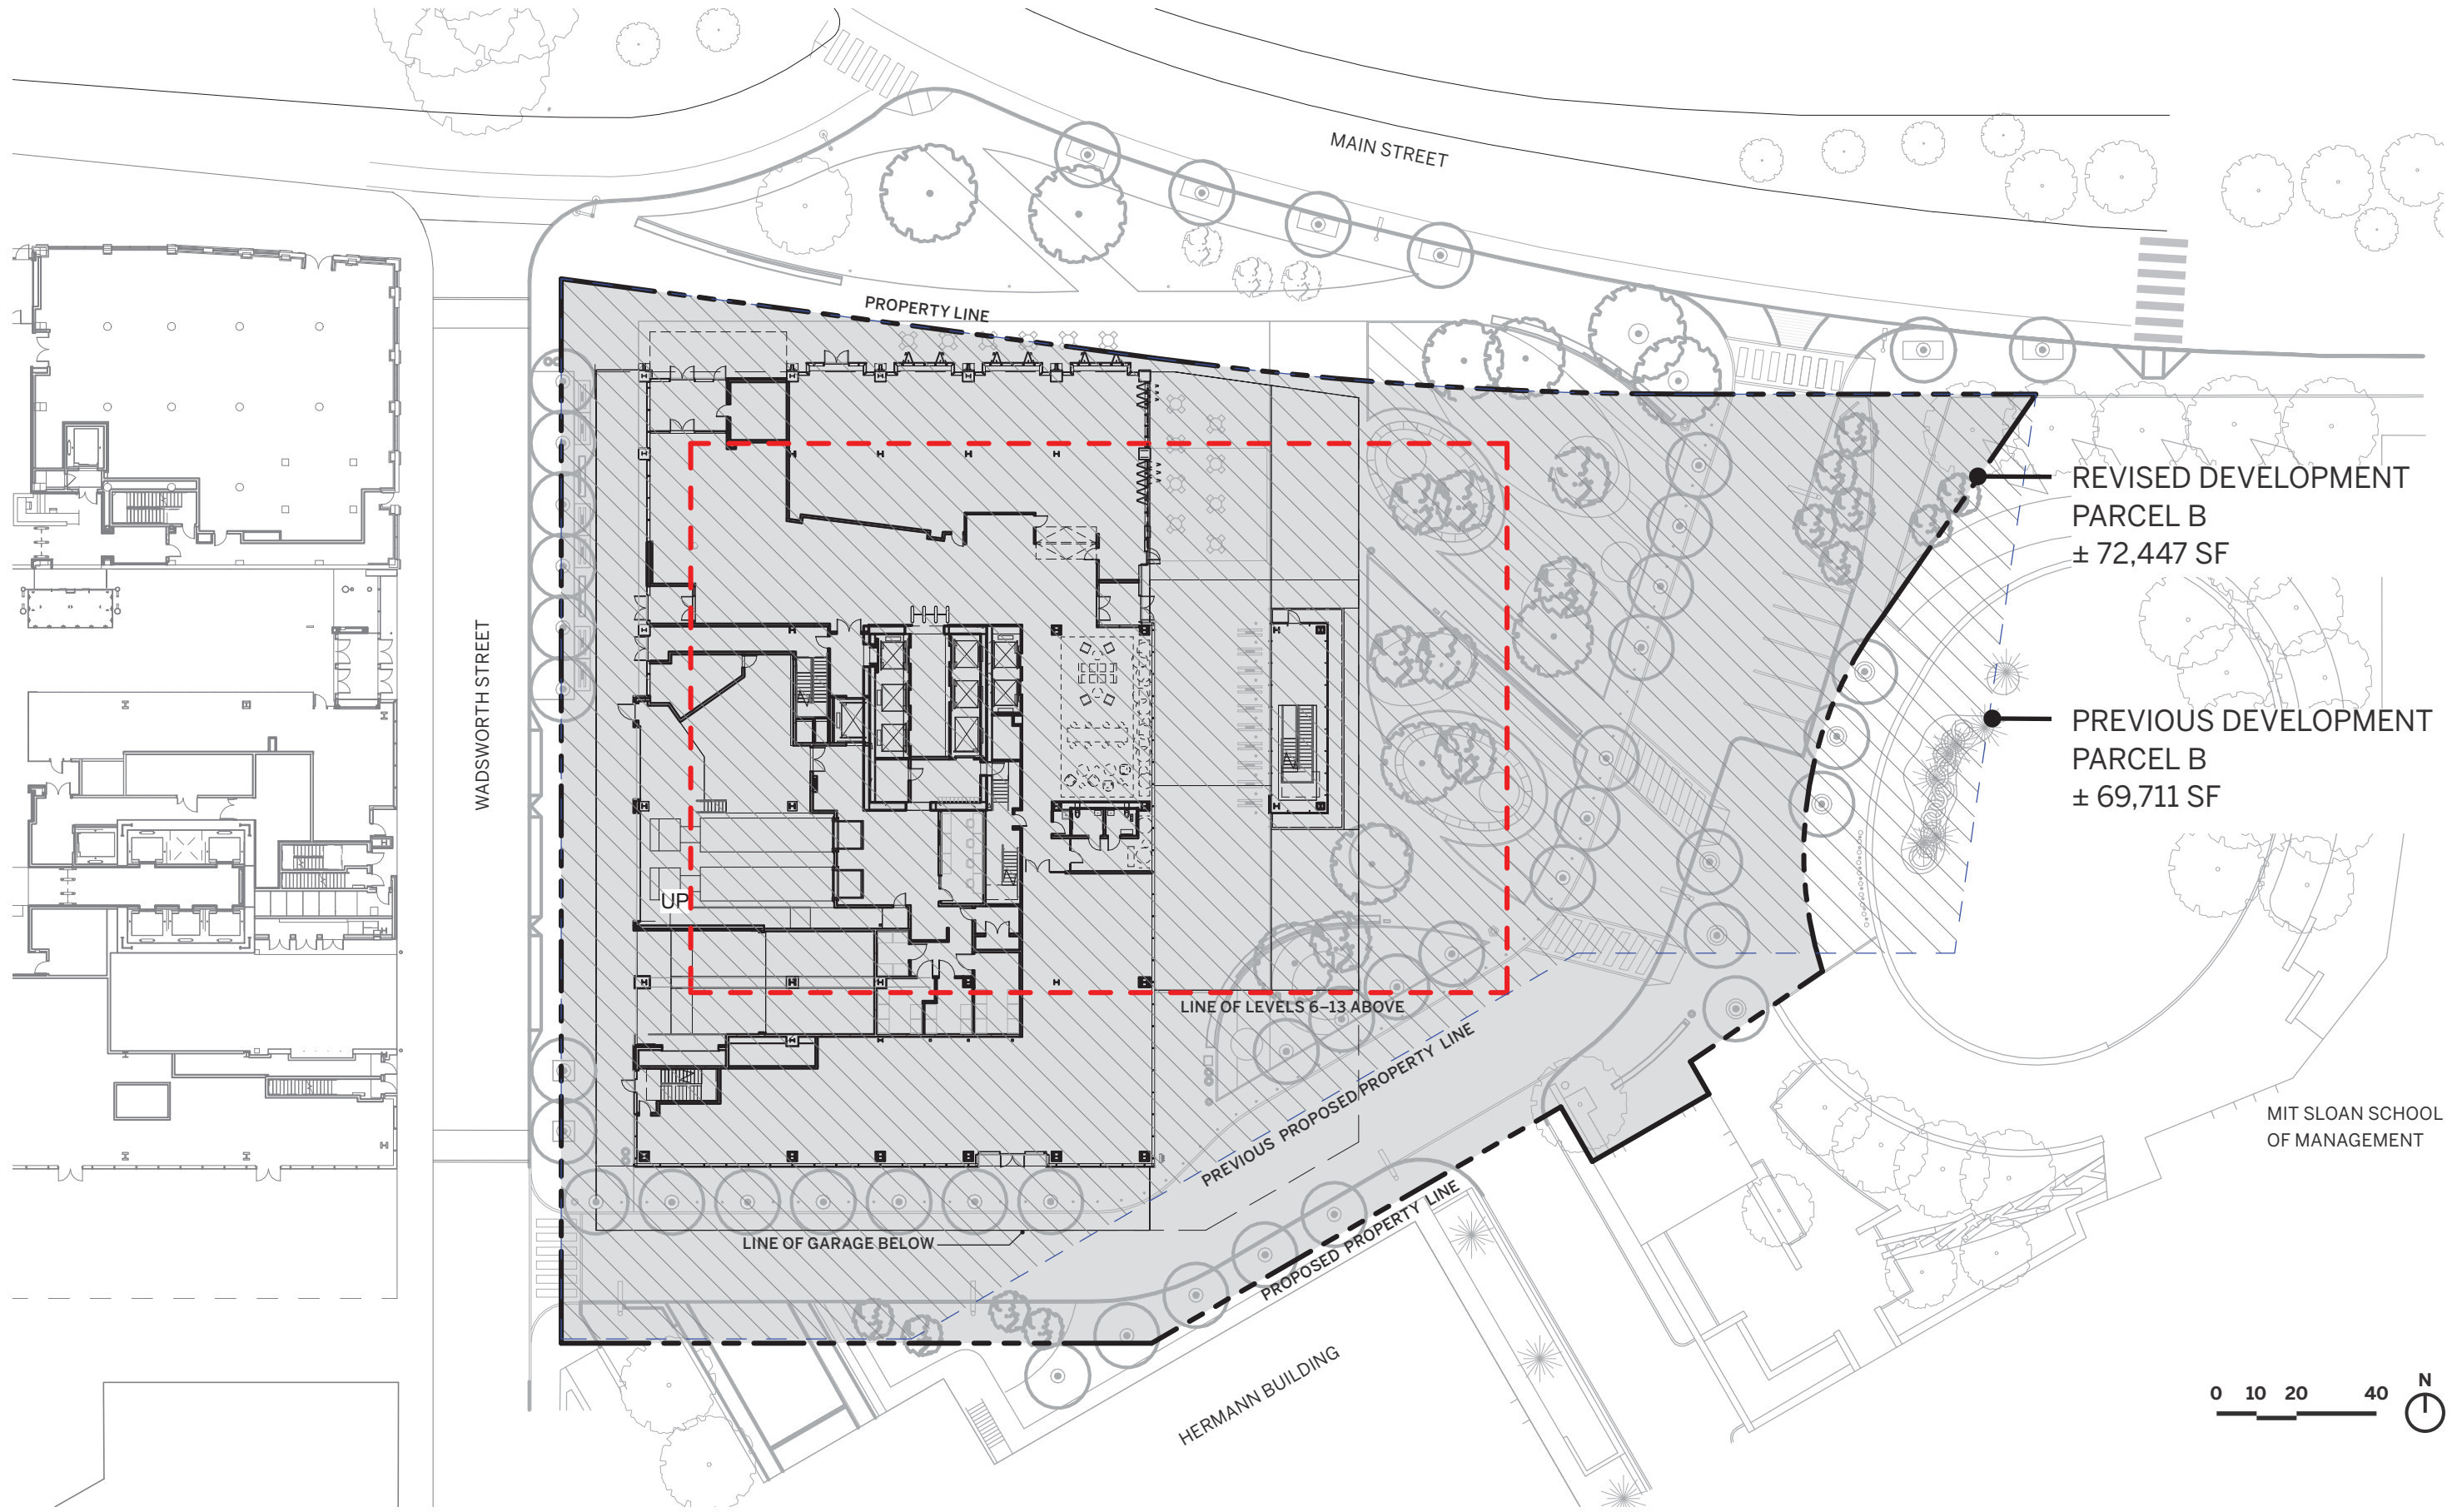 MAIN STREET
PROPERTY LINE
REVISED DEVELOPMENT
PARCEL B
± 72,447 SF
WADSWORTH STREET
PREVIOUS DEVELOPMENT
PARCEL B
± 69,711 SF
UP
LINE OF LEVELS 6–13 ABOVE
PREVIOUS PROPOSED PROPERTY LINE
MIT SLOAN SCHOOL
OF MANAGEMENT
LINE OF GARAGE BELOW
PROPOSED PROPERTY LINE
HERMANN BUILDING
0 10 20 40
N